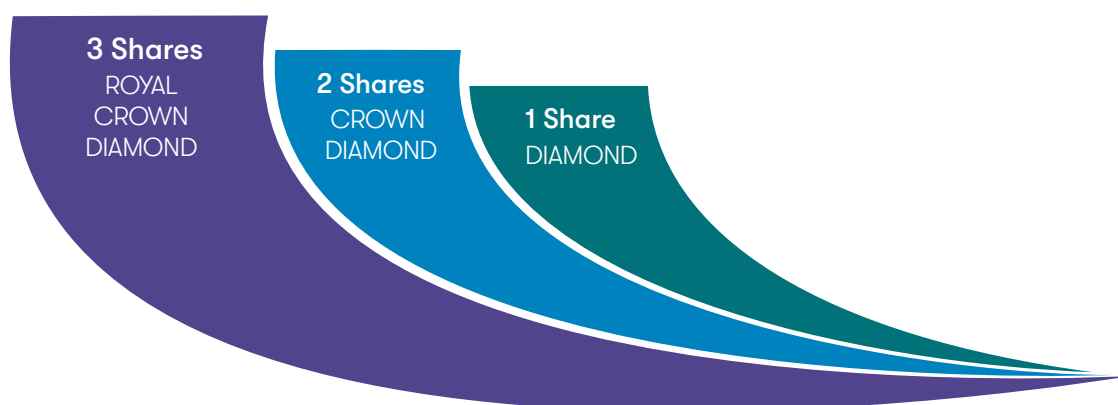 3 Shares
ROYAL
CROWN
DIAMOND
2 Shares
CROWN
DIAMOND
1 Share
DIAMOND